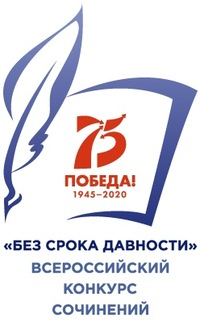 75
ПОБЕДА!
1945–2020
«БЕЗ СРОКА ДАВНОСТИ»
ВСЕРОССИЙСКИЙ
КОНКУРС
СОЧИНЕНИЙ